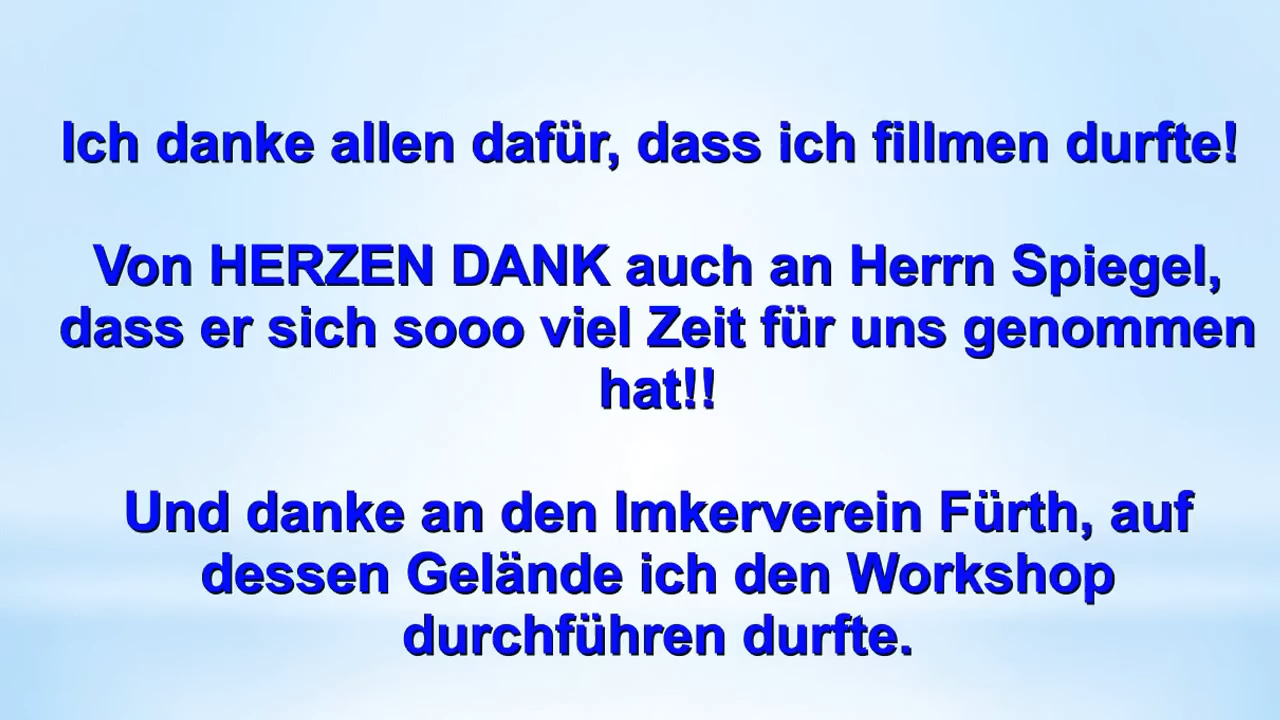 Ich danke allen dafür, dass ich fillmen durfte!
Von HERZEN DANK auch an Herrn Spiegel,
dass er sich sooo viel Zeit für uns genommen
hat!!
Und danke an den Imkerverein Fürth, auf
dessen Gelände ich den Workshop
durchführen durfte.